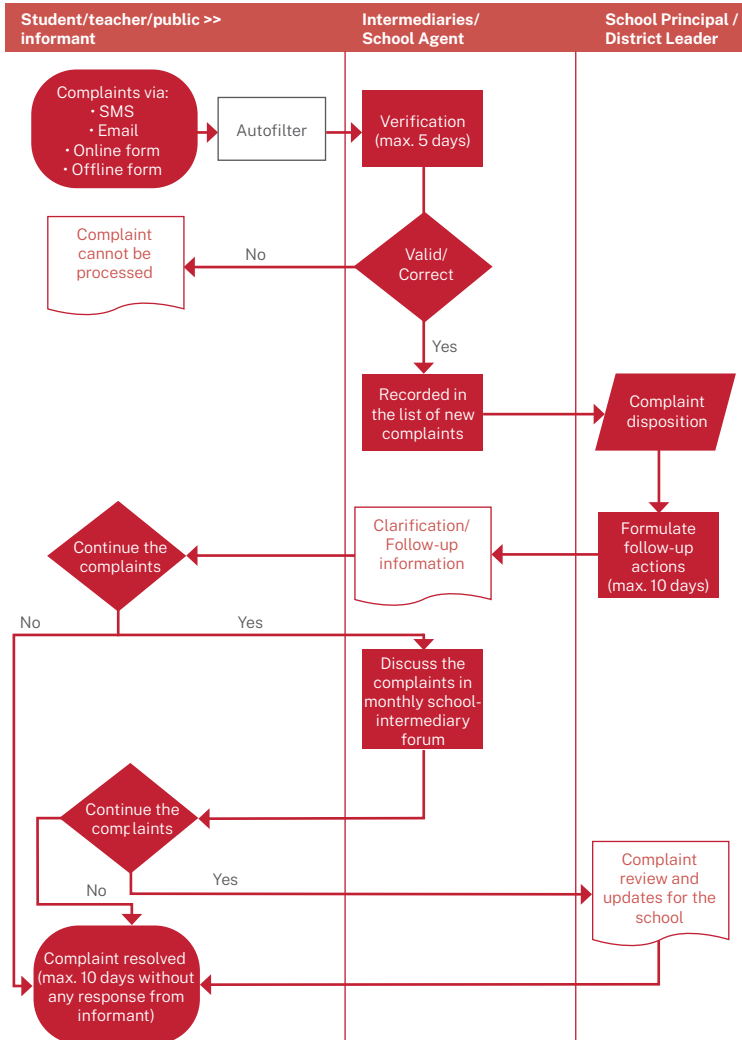 Student/teacher/public >>
informant
Intermediaries/
School Agent
School Principal /
District Leader
Complaints via:
• SMS
• Email
• Online form
• Offline form
Autofilter
Verification
(max. 5 days)
Complaint
cannot be
processed
No
Valid/
Correct
Yes
Recorded in
the list of new
complaints
Complaint
disposition
Continue the
complaints
Clarification/
Follow-up
information
Formulate
follow-up
actions
(max. 10 days)
No
Yes
Discuss the
complaints in
monthly school-
intermediary
forum
Continue the
complaints
Yes
No
Complaint
review and
updates for the
school
Complaint resolved
(max. 10 days without
any response from
informant)